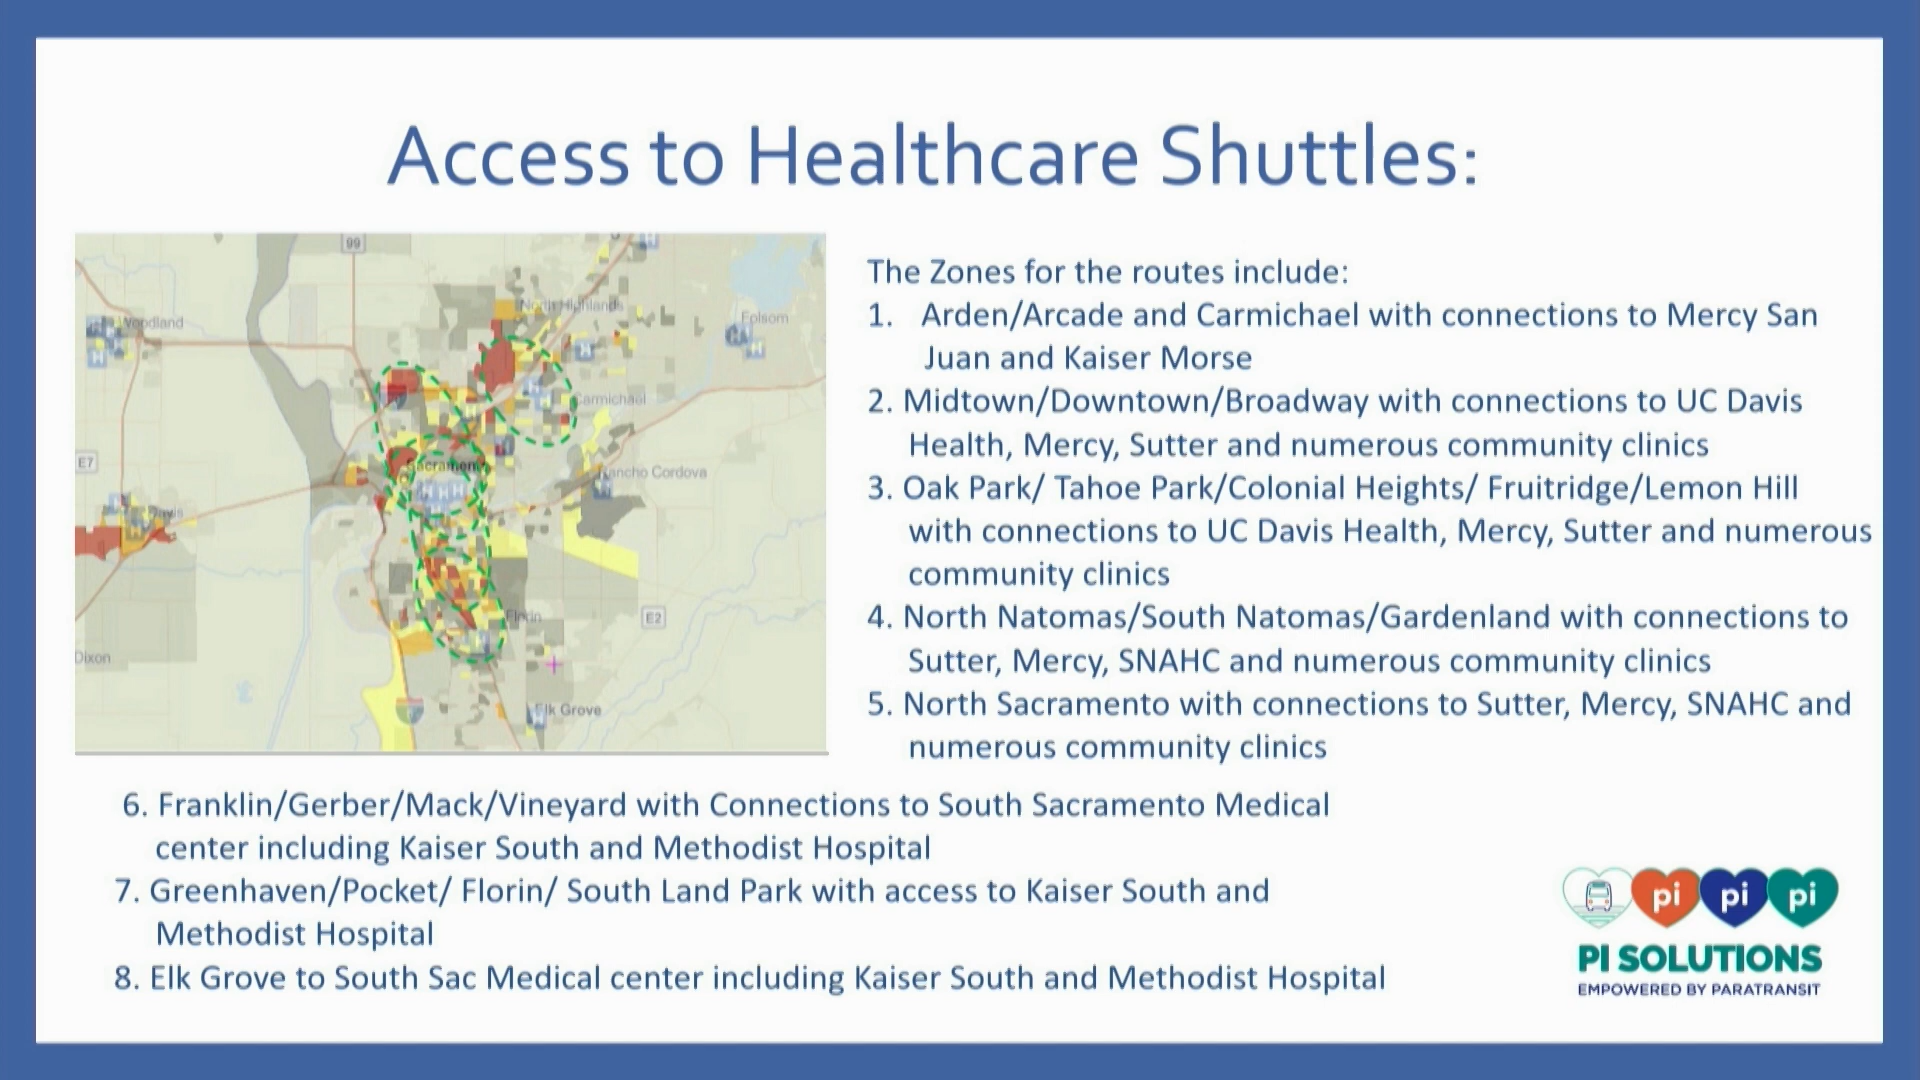 Access to Healthcare Shuttles:
99
North Highlands
Woodland
Folsom
Carmichael
E7
Sacramento
Rancho Cordova
Davis
Florin
E2
Dixon
Elk Grove
The Zones for the routes include:
1. Arden/Arcade and Carmichael with connections to Mercy San
Juan and Kaiser Morse
2. Midtown/Downtown/Broadway with connections to UC Davis
Health, Mercy, Sutter and numerous community clinics
3. Oak Park/ Tahoe Park/Colonial Heights/ Fruitridge/Lemon Hill
with connections to UC Davis Health, Mercy, Sutter and numerous
community clinics
4. North Natomas/South Natomas/Gardenland with connections to
Sutter, Mercy, SNAHC and numerous community clinics
5. North Sacramento with connections to Sutter, Mercy, SNAHC and
numerous community clinics
6. Franklin/Gerber/Mack/Vineyard with Connections to South Sacramento Medical
center including Kaiser South and Methodist Hospital
7. Greenhaven/Pocket/ Florin/ South Land Park with access to Kaiser South and
Methodist Hospital
8. Elk Grove to South Sac Medical center including Kaiser South and Methodist Hospital
pi pi pi
PI SOLUTIONS
EMPOWERED BY PARATRANSIT